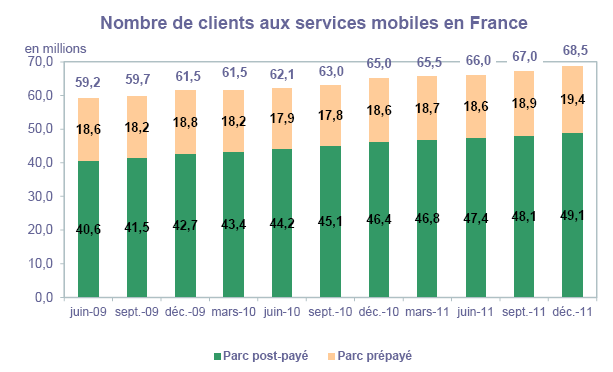 Nombre de clients aux services mobiles en France
en millions
70,0
60,0
50,0
40,0
30,0
20,0
10,0
0,0
59,2 59,7 61,5 61,5 62,1 63,0 65,0 65,5 66,0 67,0 68,5
18,6 18,2 18,8 18,2 17,9 17,8 18,6 18,7 18,6 18,9 19,4
40,6 41,5 42,7 43,4 44,2 45,1 46,4 46,8 47,4 48,1 49,1
juin-09 sept.-09 déc.-09 mars-10 juin-10 sept.-10 déc.-10 mars-11 juin-11 sept.-11 déc.-11
Parc post-payé Parc prépayé